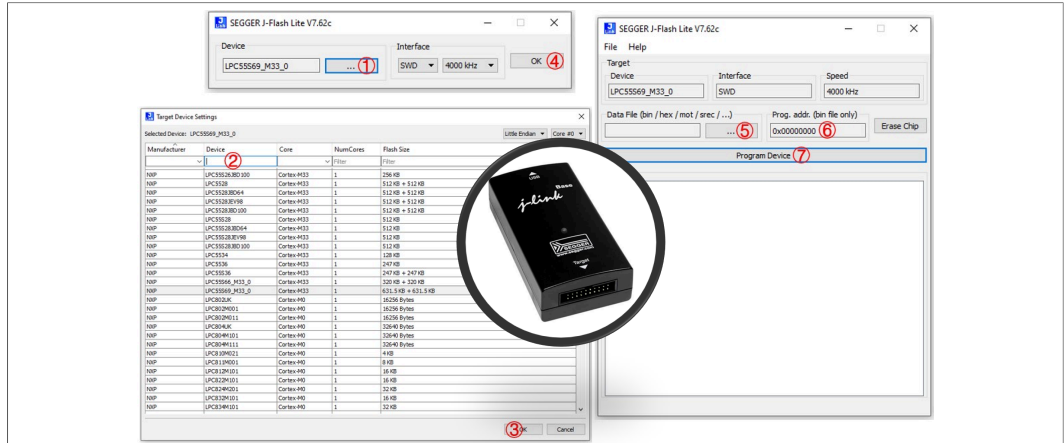 SEGGER J-Flash Lite V7.62c
Device
Interface
LPC55S69_M33_0
... ①
SWD
4000 kHz
OK ④
Target Device Settings
Selected Device: LPC55S69_M33_0
Little Endian
Core #0
Manufacturer Device Core NumCores Flash Size
② Filter Filter
NXP LPC55S26JBD100 Cortex-M33 1 256 KB
NXP LPC5528 Cortex-M33 1 512 KB + 512 KB
NXP LPC5528JBD64 Cortex-M33 1 512 KB + 512 KB
NXP LPC5528JEV98 Cortex-M33 1 512 KB + 512 KB
NXP LPC5528JBD100 Cortex-M33 1 512 KB + 512 KB
NXP LPC55S28 Cortex-M33 1 512 KB
NXP LPC55S28JBD64 Cortex-M33 1 512 KB
NXP LPC55S28JEV98 Cortex-M33 1 512 KB
NXP LPC55S28JBD100 Cortex-M33 1 512 KB
NXP LPC5534 Cortex-M33 1 128 KB
NXP LPC5536 Cortex-M33 1 247 KB
NXP LPC55S36 Cortex-M33 1 247 KB + 247 KB
NXP LPC55S66_M33_0 Cortex-M33 1 320 KB + 320 KB
NXP LPC55S69_M33_0 Cortex-M33 1 631.5 KB + 631.5 KB
NXP LPC802UK Cortex-M0 1 16256 Bytes
NXP LPC802M001 Cortex-M0 1 16256 Bytes
NXP LPC802M011 Cortex-M0 1 16256 Bytes
NXP LPC804UK Cortex-M0 1 32640 Bytes
NXP LPC804M101 Cortex-M0 1 32640 Bytes
NXP LPC804M111 Cortex-M0 1 32640 Bytes
NXP LPC810M021 Cortex-M0 1 4 KB
NXP LPC811M001 Cortex-M0 1 8 KB
NXP LPC812M101 Cortex-M0 1 16 KB
NXP LPC822M101 Cortex-M0 1 16 KB
NXP LPC824M201 Cortex-M0 1 32 KB
NXP LPC832M101 Cortex-M0 1 16 KB
NXP LPC834M101 Cortex-M0 1 32 KB
③ OK
Cancel
USB
Base
j-link
SEGGER
Target
SEGGER J-Flash Lite V7.62c
File Help
Target
Device Interface Speed
LPC55S69_M33_0 SWD 4000 kHz
Data File (bin / hex / mot / srec / ...)
Prog. addr. (bin file only)
... ⑤
0x00000000 ⑥
Erase Chip
Program Device ⑦